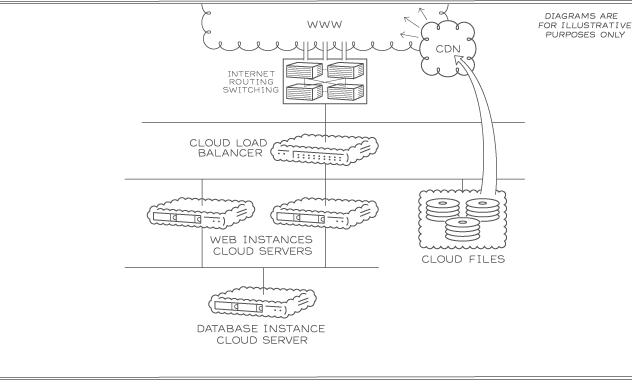 DIAGRAMS ARE
FOR ILLUSTRATIVE
PURPOSES ONLY
WWW
CDN
INTERNET
ROUTING
SWITCHING
CLOUD LOAD
BALANCER
WEB INSTANCES
CLOUD SERVERS
CLOUD FILES
DATABASE INSTANCE
CLOUD SERVER